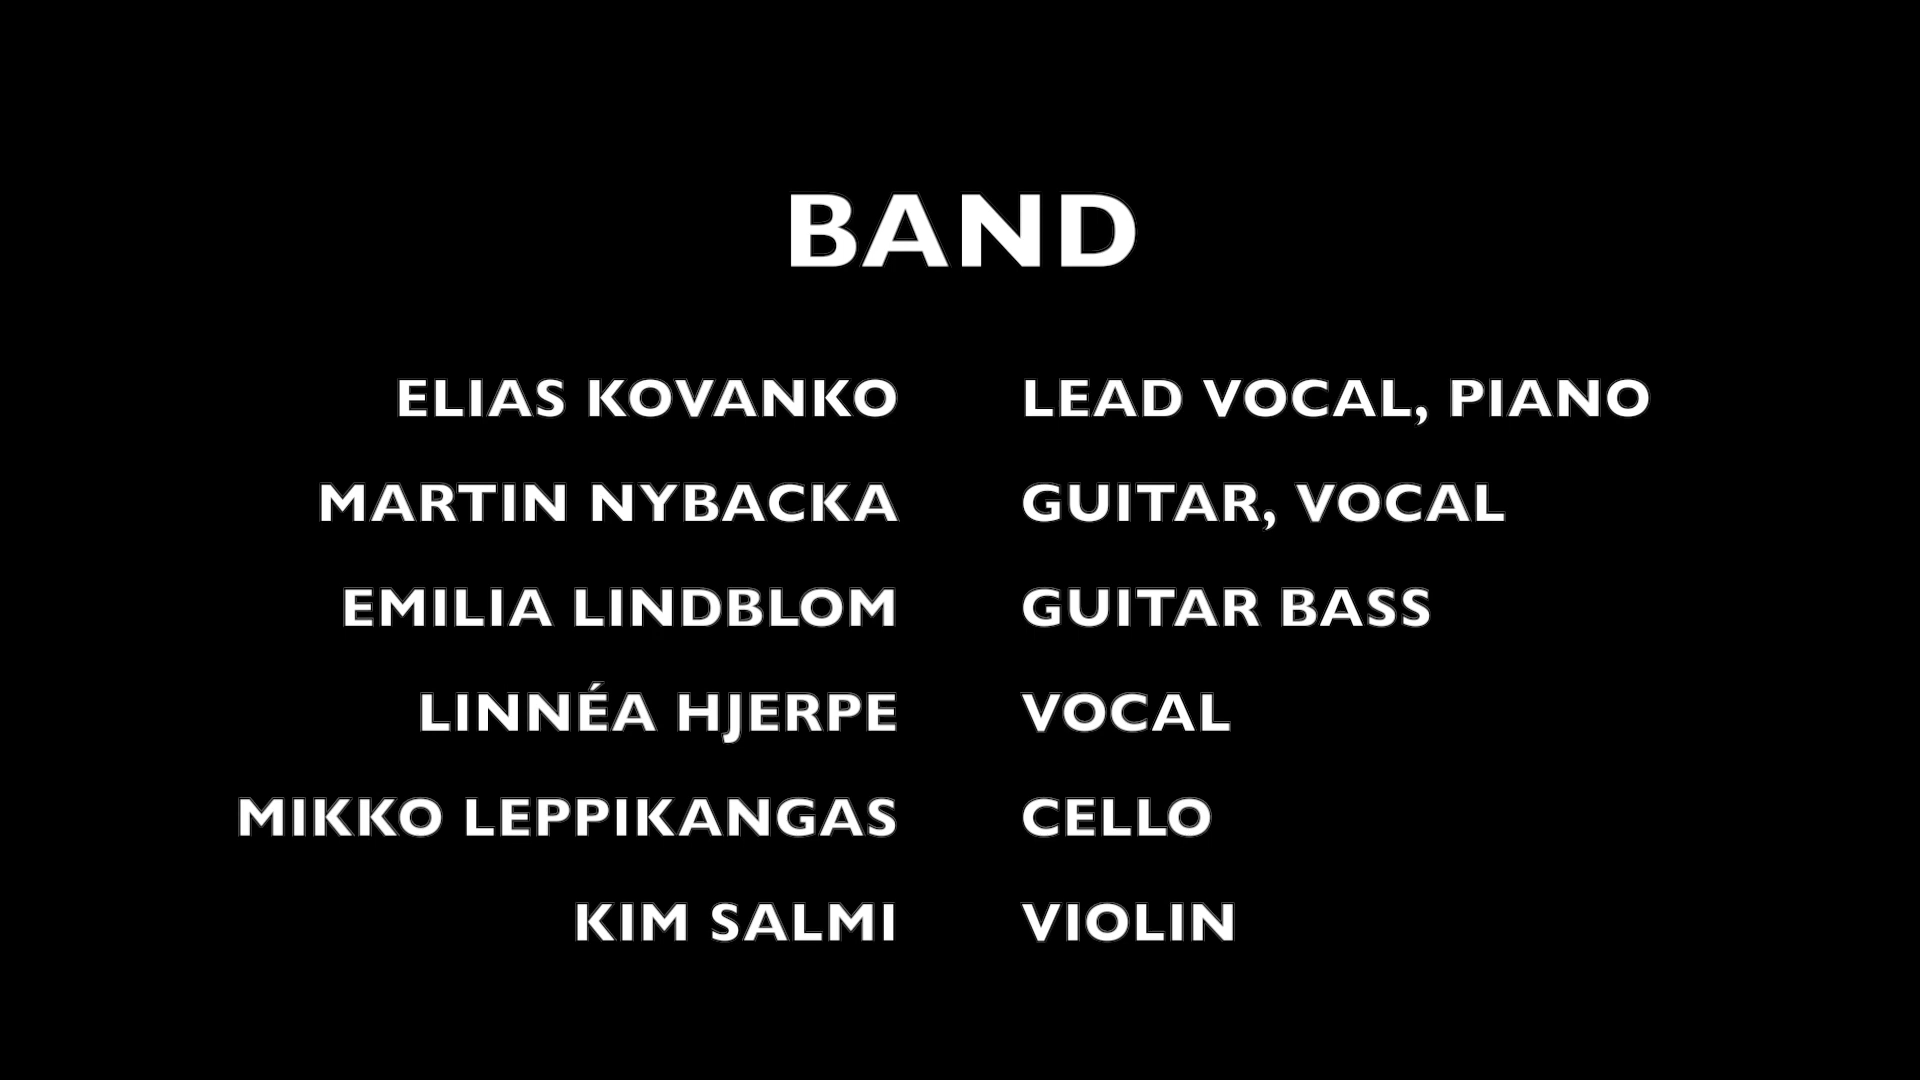 BAND
ELIAS KOVANKO LEAD VOCAL, PIANO
MARTIN NYBACKA GUITAR, VOCAL
EMILIA LINDBLOM GUITAR BASS
LINNÉA HJERPE VOCAL
MIKKO LEPPIKANGAS CELLO
KIM SALMI VIOLIN